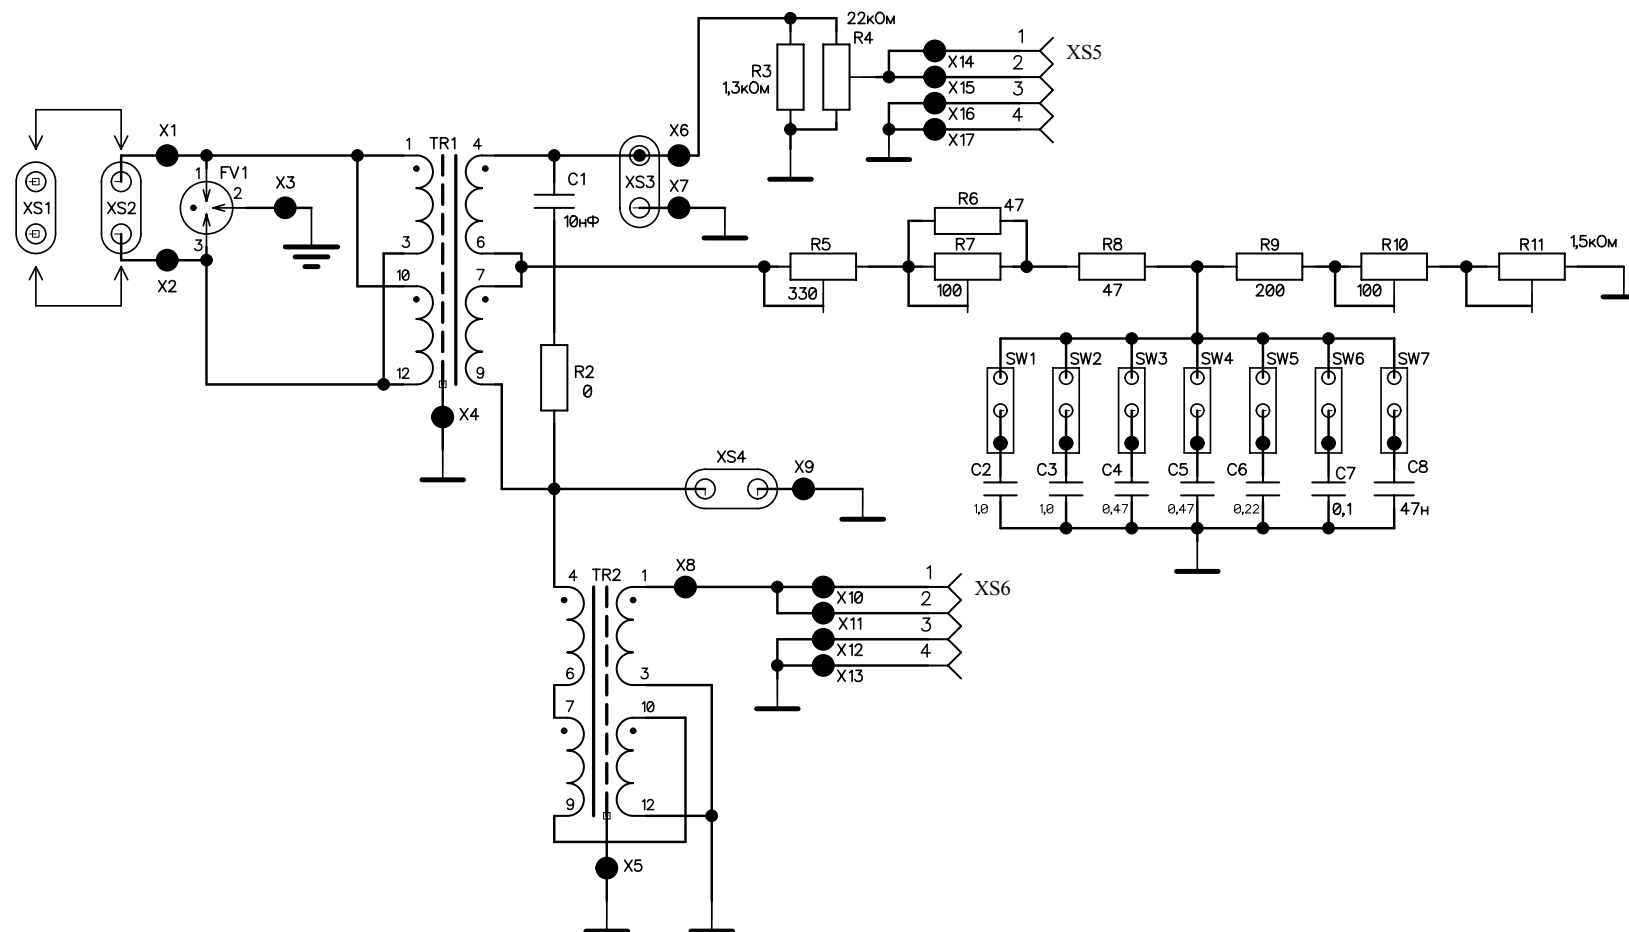 22кОм
R4
1
XS5
R3
1,3кОм
X14
2
X15
3
X16
4
X17
X1
1
TR1
4
X6
1
FV1
2
X3
C1
XS3
X7
XS1
XS2
10нФ
R6
47
3
3
6
R5
R7
R8
R9
R10
R11
1,5кОм
X2
10
7
330
100
47
200
100
SW1
SW2
SW3
SW4
SW5
SW6
SW7
12
9
R2
0
X4
XS4
X9
C2
C3
C4
C5
C6
C7
C8
1,0
1,0
0,47
0,47
0,22
0,1
47н
X8
4
TR2
1
1
XS6
X10
2
X11
3
X12
4
X13
6
3
7
10
9
12
X5